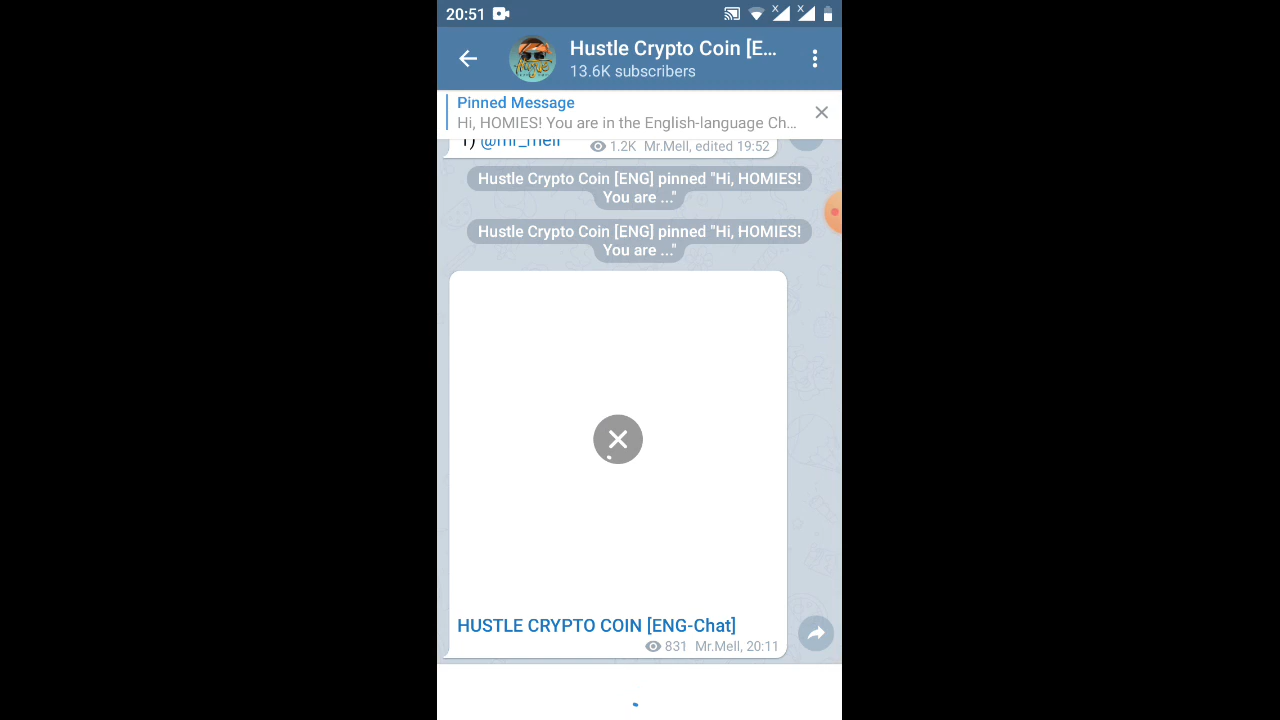 20:51
Hustle Crypto Coin [E...
13.6K subscribers
Pinned Message
Hi, HOMIES! You are in the English-language Ch...
1) @mr_mell
1.2K Mr.Mell, edited 19:52
Hustle Crypto Coin [ENG] pinned "Hi, HOMIES!
You are ..."
Hustle Crypto Coin [ENG] pinned "Hi, HOMIES!
You are ..."
HUSTLE CRYPTO COIN [ENG-Chat]
831 Mr.Mell, 20:11